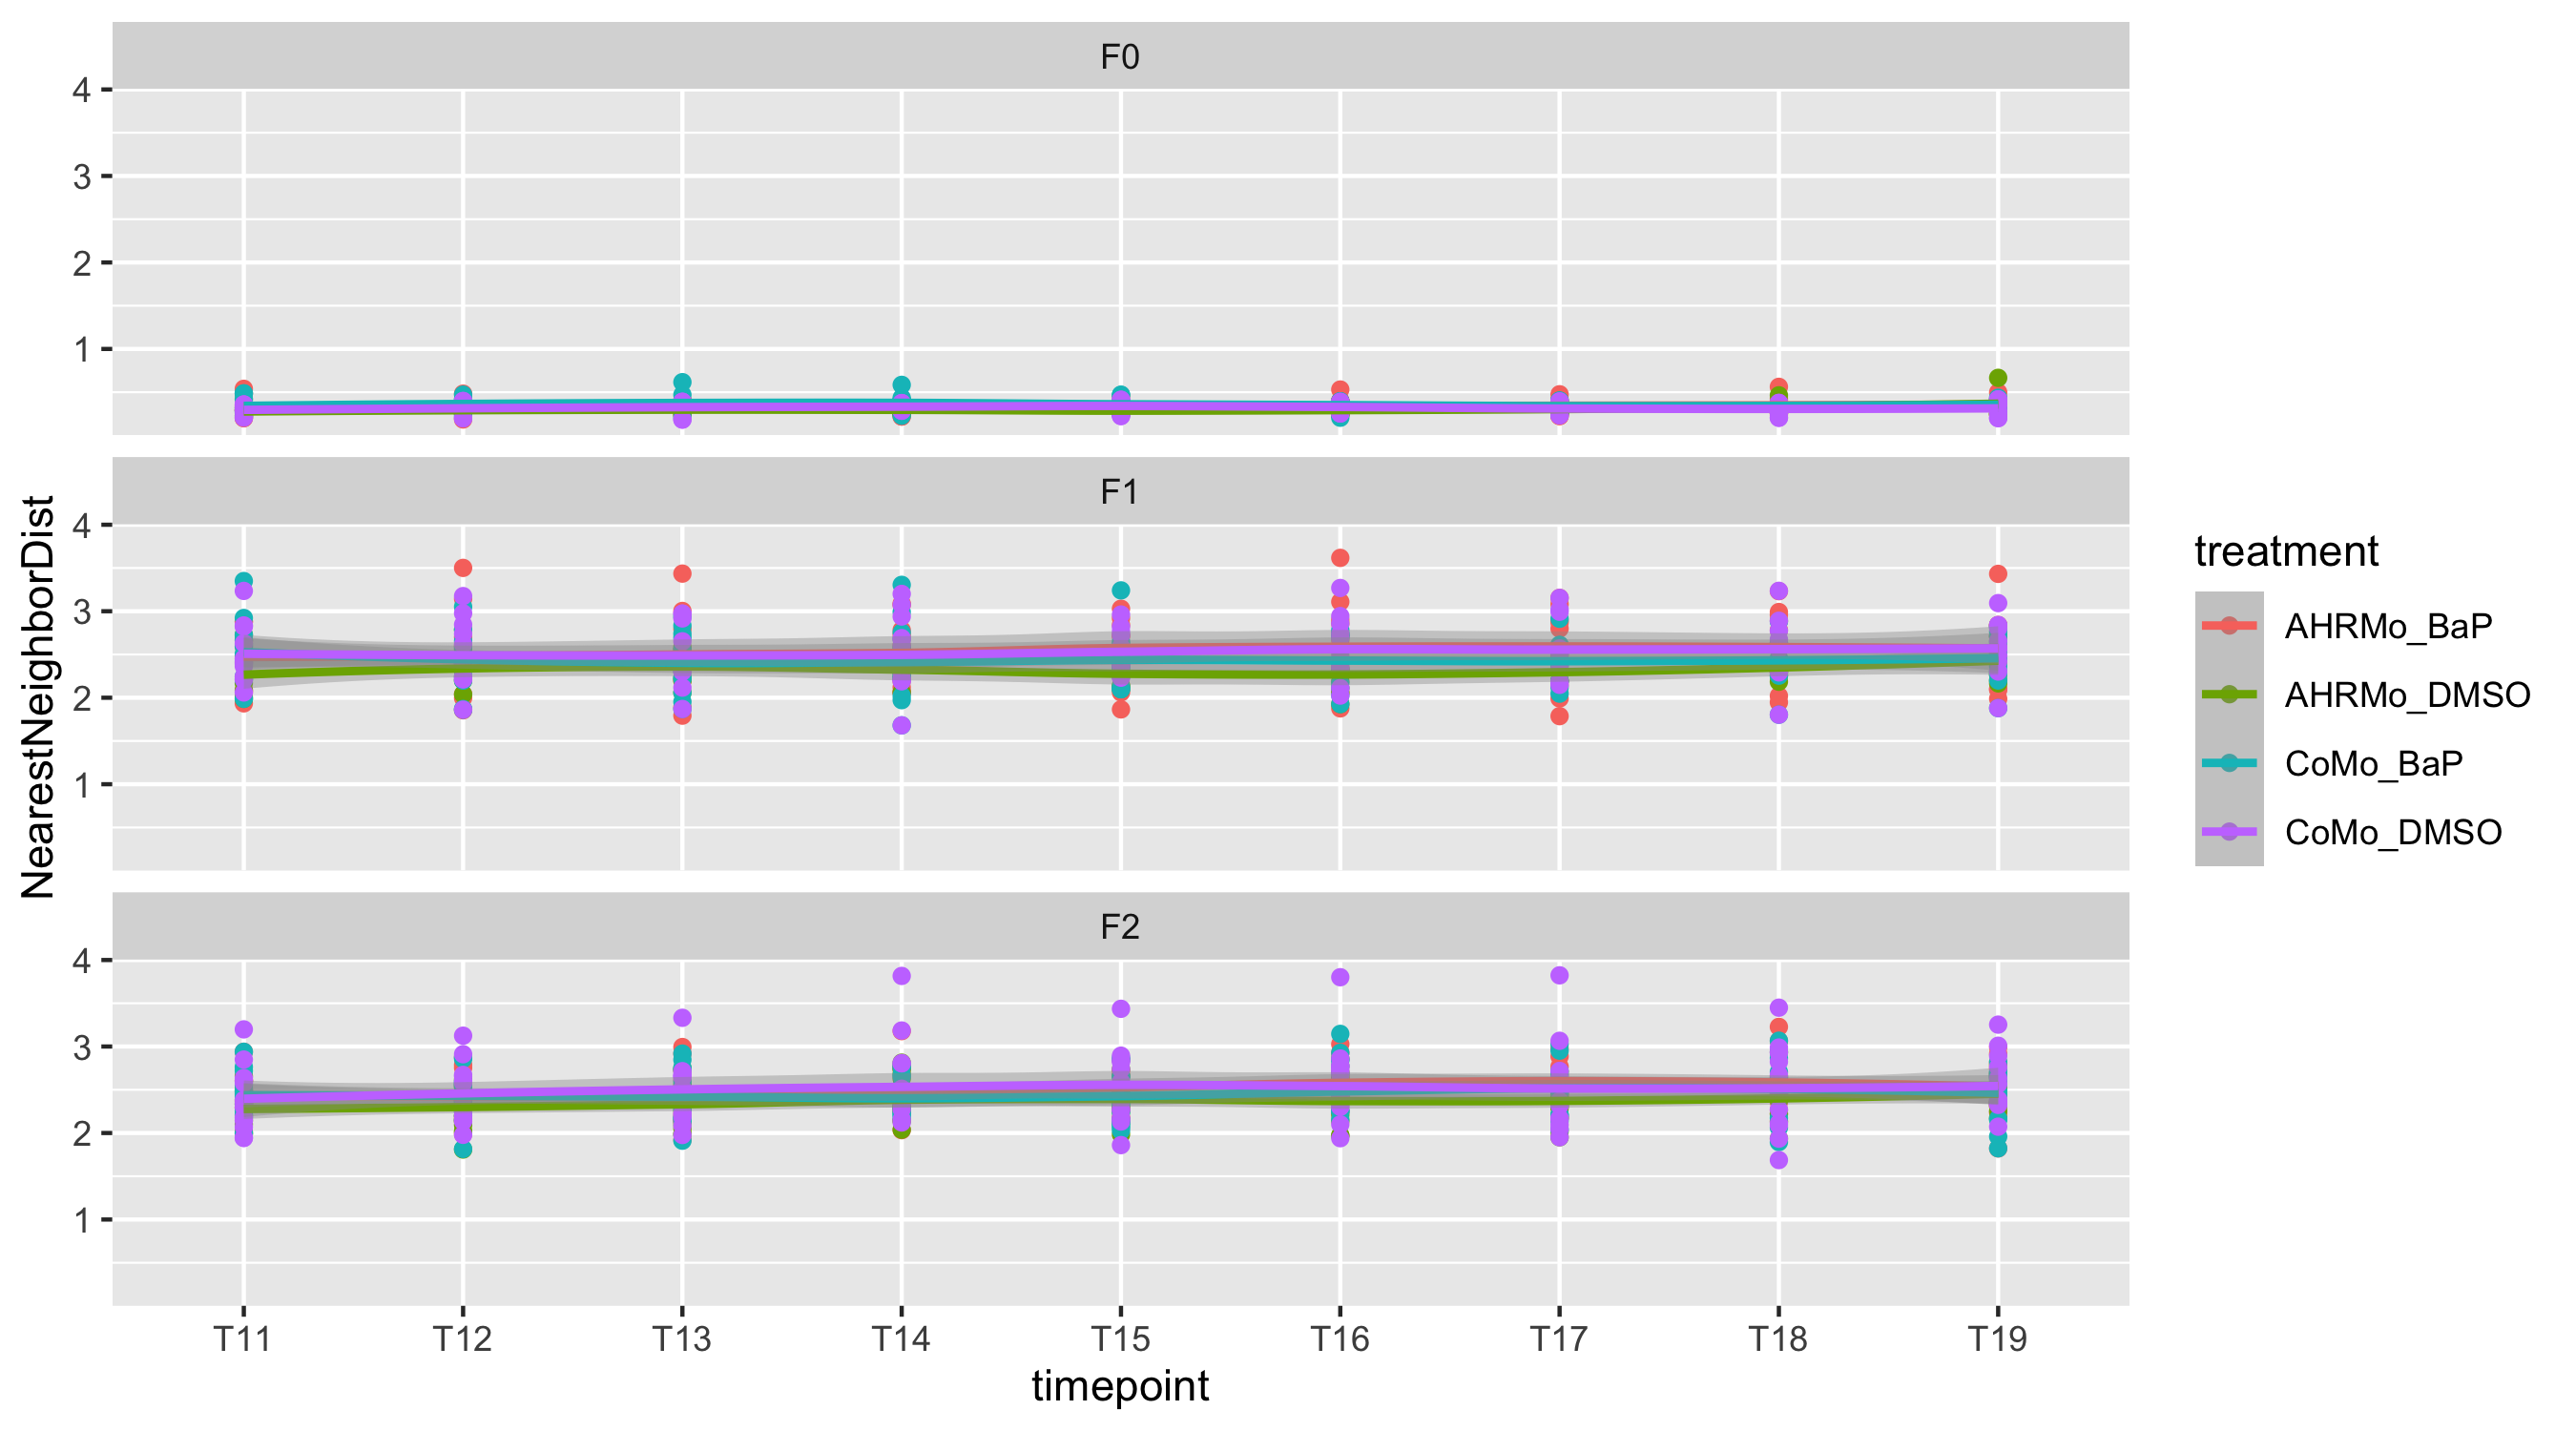 F0
4
3
2
1
F1
4
3
2
1
F2
4
3
2
1
NearestNeighborDist
T11 T12 T13 T14 T15 T16 T17 T18 T19
timepoint
treatment
AHRMo_BaP
AHRMo_DMSO
CoMo_BaP
CoMo_DMSO